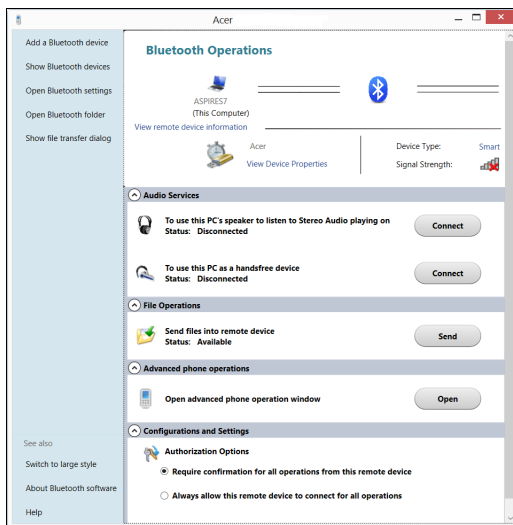 Acer
Add a Bluetooth device
Show Bluetooth devices
Open Bluetooth settings
Open Bluetooth folder
Show file transfer dialog
Bluetooth Operations
ASPIRES7
(This Computer)
View remote device information
Acer
View Device Properties
Device Type: Smart
Signal Strength:
Audio Services
To use this PC's speaker to listen to Stereo Audio playing on
Status: Disconnected
Connect
To use this PC as a handsfree device
Status: Disconnected
Connect
File Operations
Send files into remote device
Status: Available
Send
Advanced phone operations
Open advanced phone operation window
Open
Configurations and Settings
Authorization Options
Require confirmation for all operations from this remote device
Always allow this remote device to connect for all operations
See also
Switch to large style
About Bluetooth software
Help